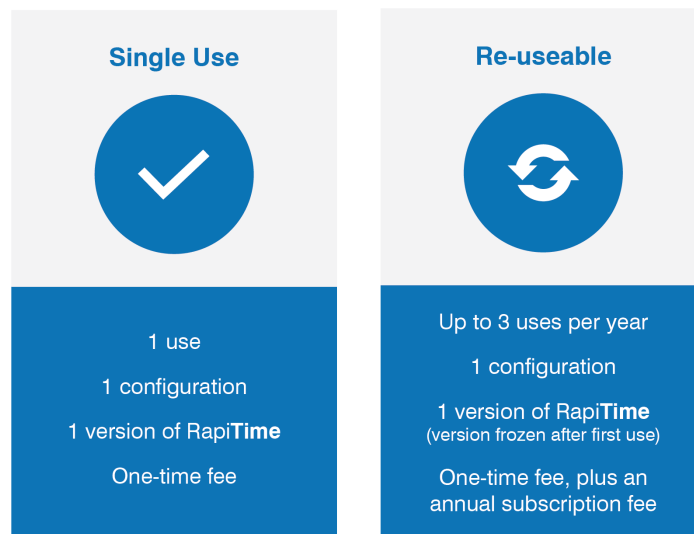 Single Use
1 use
1 configuration
1 version of RapiTime
One-time fee
Re-useable
Up to 3 uses per year
1 configuration
1 version of RapiTime
(version frozen after first use)
One-time fee, plus an
annual subscription fee